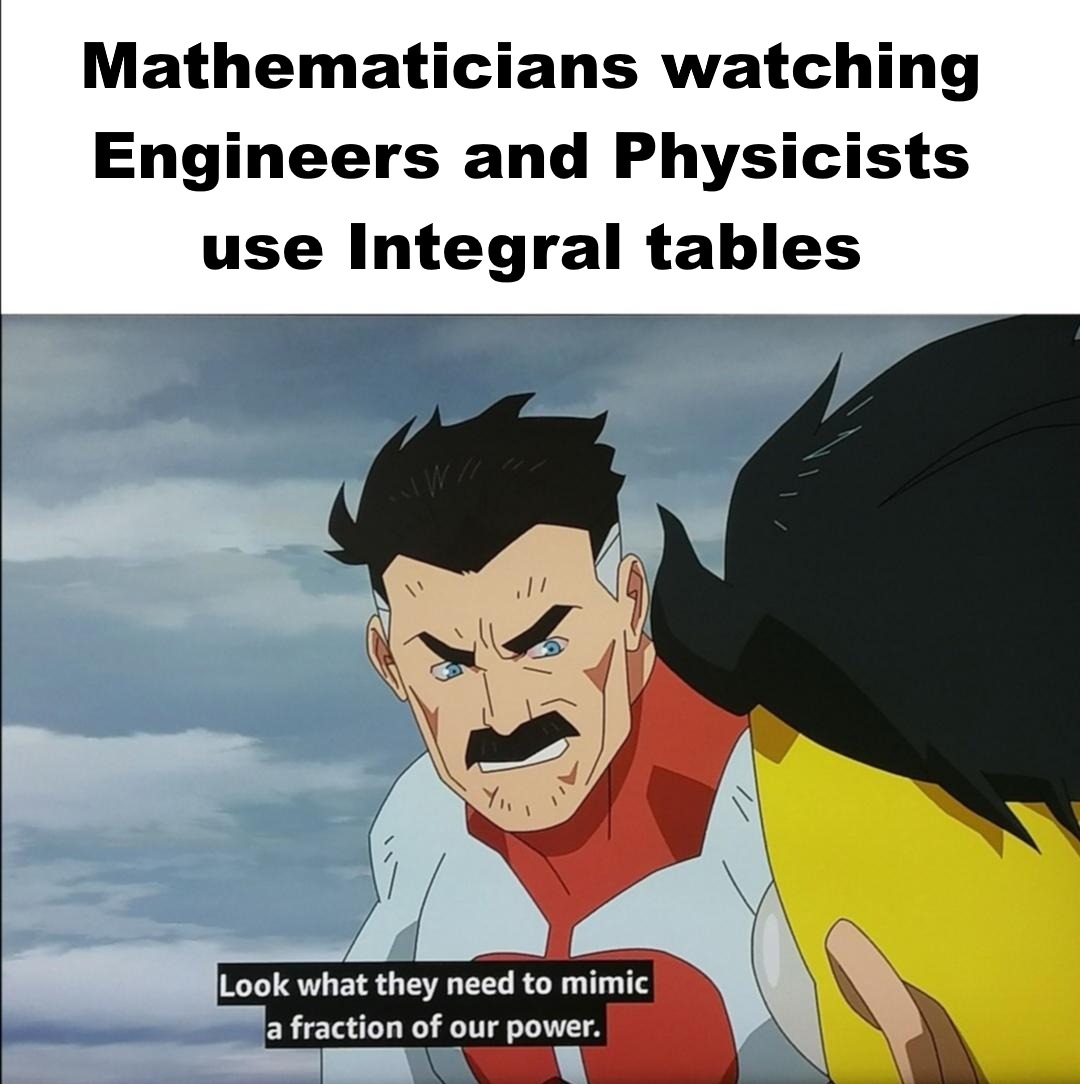 Mathematicians watching
Engineers and Physicists
use Integral tables
Look what they need to mimic
a fraction of our power.